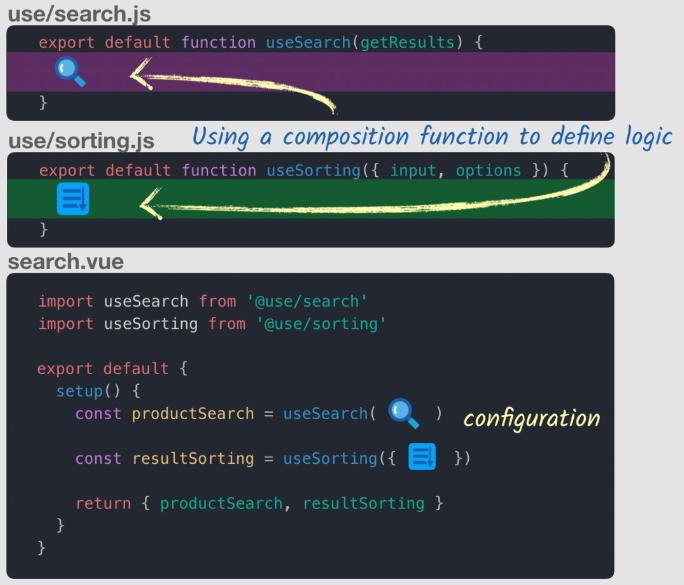 use/search.js
export default function useSearch(getResults) {
}
use/sorting.js
Using a composition function to define logic
export default function useSorting({ input, options }) {
}
search.vue
import useSearch from '@use/search'
import useSorting from '@use/sorting'
export default {
setup() {
const productSearch = useSearch( )
configuration
const resultSorting = useSorting({ })
return { productSearch, resultSorting }
}
}